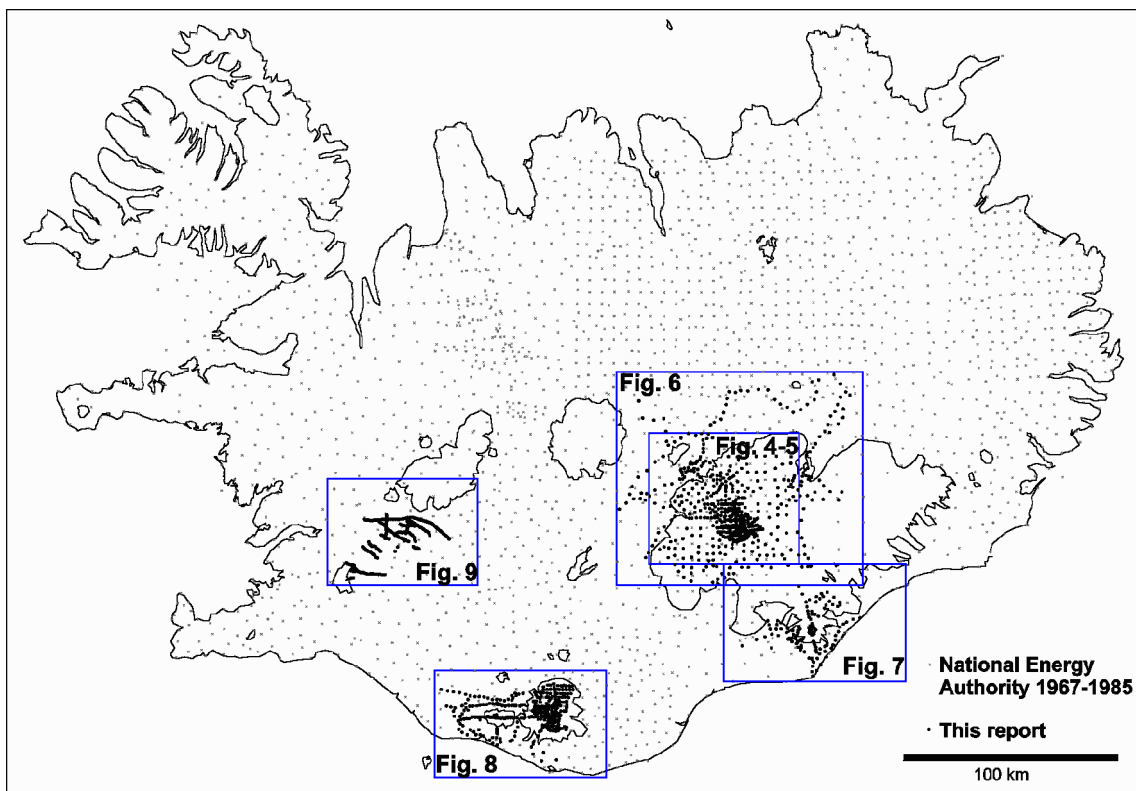 Fig. 6
Fig. 4-5
Fig. 9
Fig. 7
National Energy
Authority 1967-1985
This report
Fig. 8
100 km